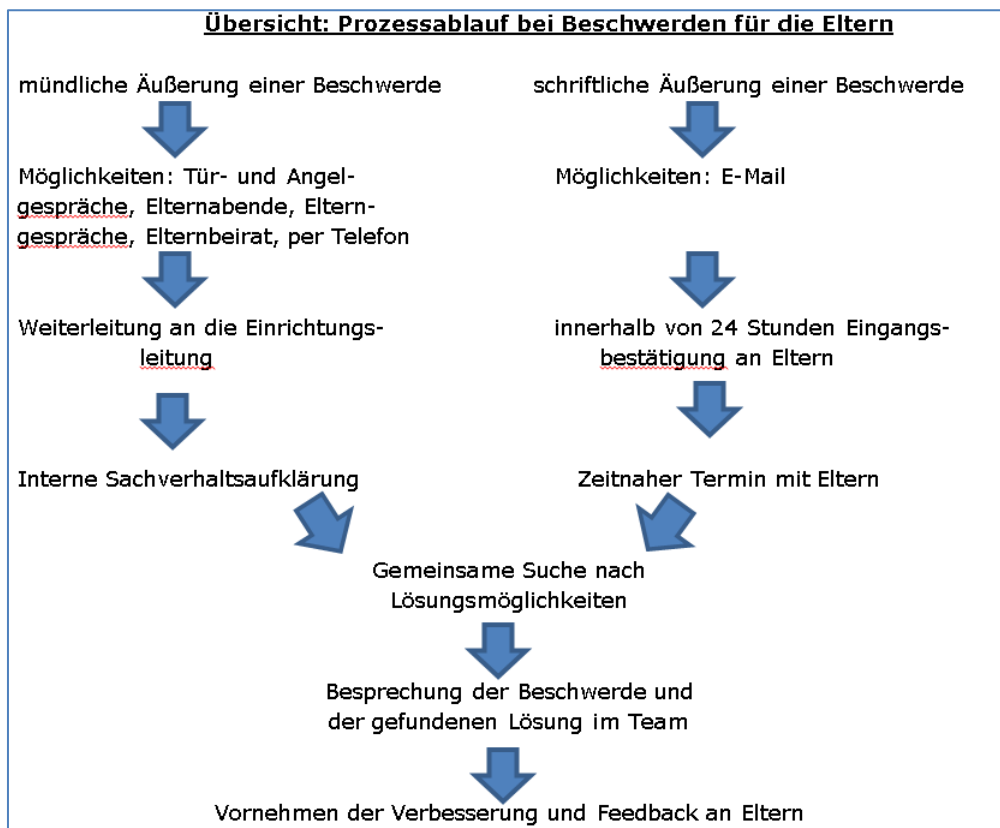 Übersicht: Prozessablauf bei Beschwerden für die Eltern
mündliche Äußerung einer Beschwerde
schriftliche Äußerung einer Beschwerde
Möglichkeiten: Tür- und Angel-
gespräche, Elternabende, Eltern-
gespräche, Elternbeirat, per Telefon
Möglichkeiten: E-Mail
Weiterleitung an die Einrichtungs-
leitung
innerhalb von 24 Stunden Eingangs-
bestätigung an Eltern
Interne Sachverhaltsaufklärung
Zeitnaher Termin mit Eltern
Gemeinsame Suche nach
Lösungsmöglichkeiten
Besprechung der Beschwerde und
der gefundenen Lösung im Team
Vornehmen der Verbesserung und Feedback an Eltern